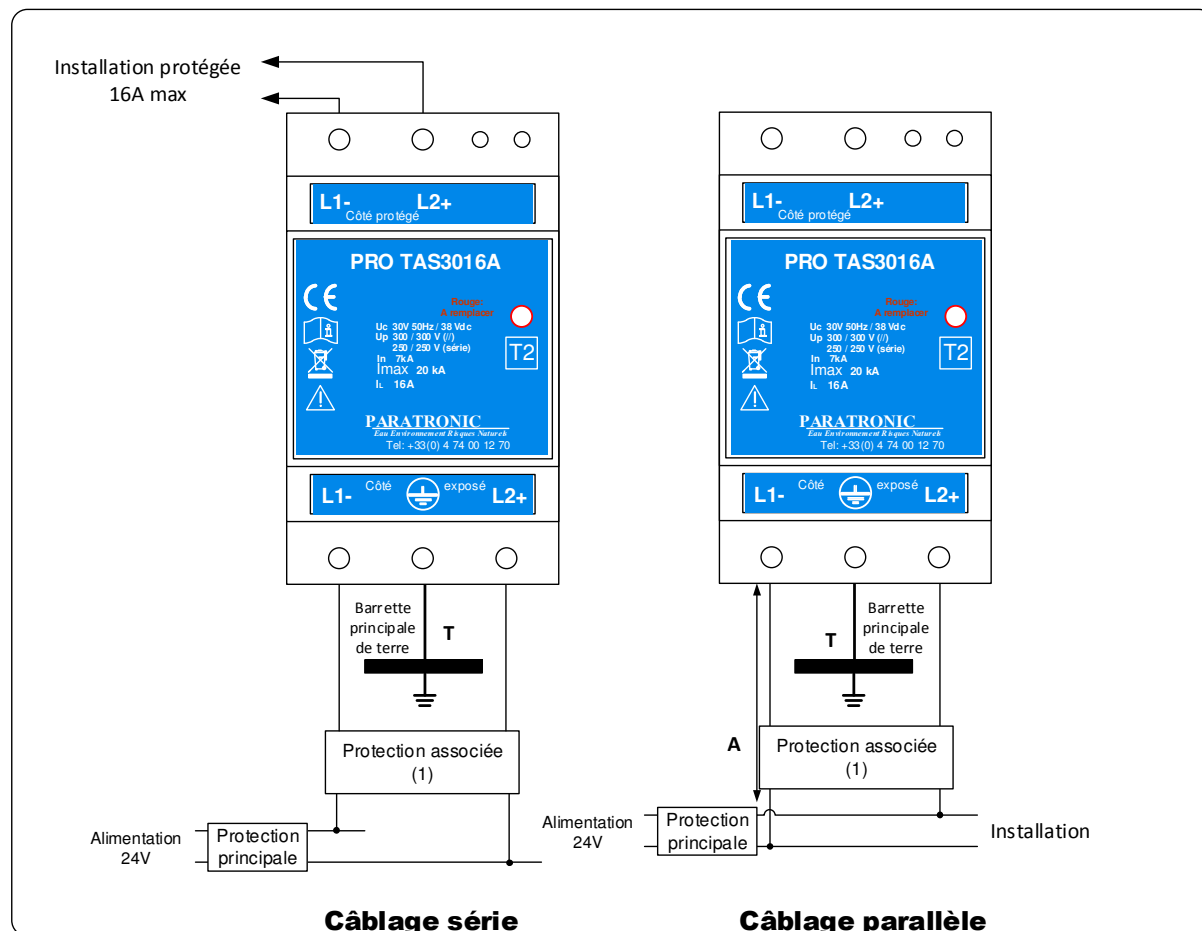 Installation protégée
16A max
L1- L2+
Côté protégé
PRO TAS3016A
Rouge:
A remplacer
Uc 30V 50Hz / 38 Vdc
Up 300 / 300 V (//)
250 / 250 V (série)
In 7kA
Imax 20 kA
IL 16A
T2
PARATRONIC
Eau Environnement Risques Naturels
Tel: +33(0) 4 74 00 12 70
L1- Côté exposé L2+
Barrette
principale
de terre
T
Protection associée
(1)
Alimentation
24V
Protection
principale
Câblage série
L1- L2+
Côté protégé
PRO TAS3016A
Rouge:
A remplacer
Uc 30V 50Hz / 38 Vdc
Up 300 / 300 V (//)
250 / 250 V (série)
In 7kA
Imax 20 kA
IL 16A
T2
PARATRONIC
Eau Environnement Risques Naturels
Tel: +33(0) 4 74 00 12 70
L1- Côté exposé L2+
T
Barrette
principale
de terre
A
Protection associée
(1)
Alimentation
24V
Protection
principale
Installation
Câblage parallèle